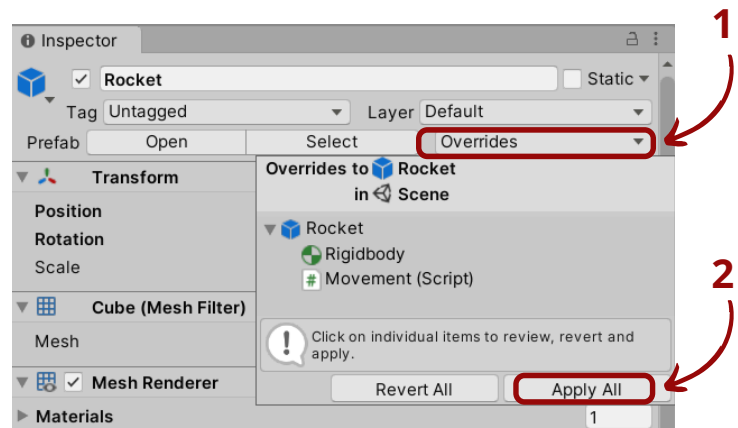 1
Inspector
Rocket
Static
Tag Untagged Layer Default
Prefab Open Select Overrides
Transform
Overrides to Rocket
in Scene
Position
Rotation
Scale
Rocket
Rigidbody
# Movement (Script)
2
Cube (Mesh Filter)
Mesh
! Click on individual items to review, revert and
apply.
Mesh Renderer
Revert All Apply All
Materials 1